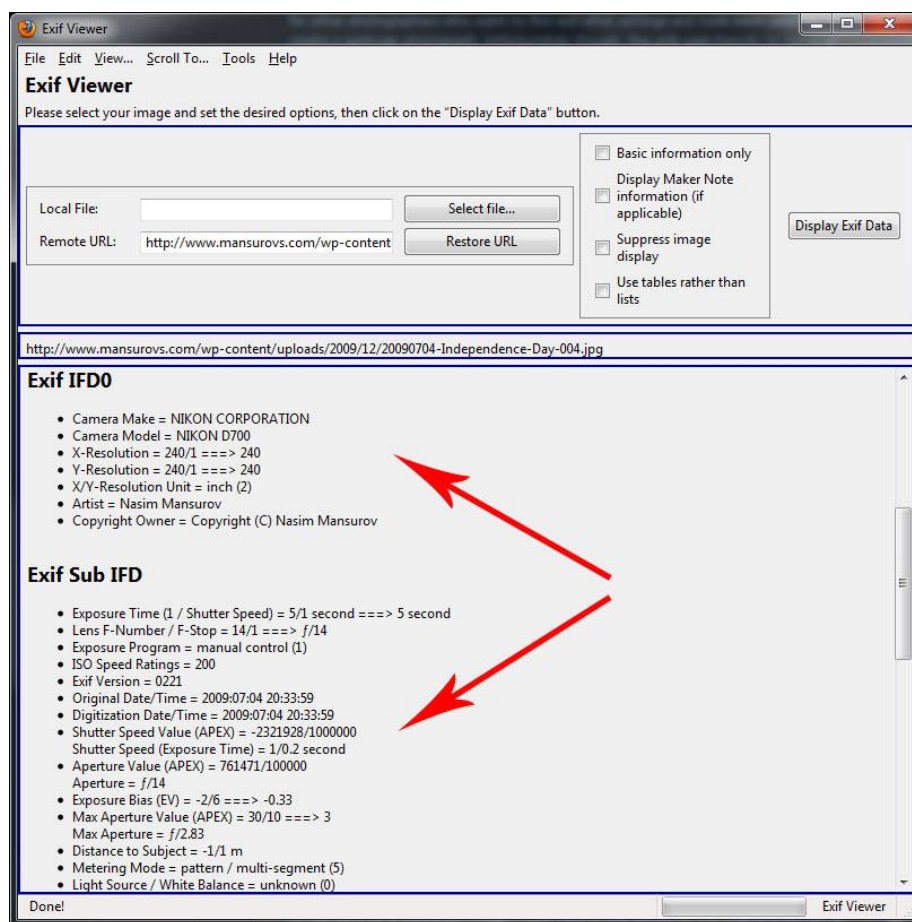 Exif Viewer
File Edit View... Scroll To... Tools Help
Exif Viewer
Please select your image and set the desired options, then click on the "Display Exif Data" button.
Local File:
Select file...
Remote URL:
http://www.mansurovs.com/wp-content
Restore URL
Basic information only
Display Maker Note
information (if
applicable)
Suppress image
display
Use tables rather than
lists
Display Exif Data
http://www.mansurovs.com/wp-content/uploads/2009/12/20090704-Independence-Day-004.jpg
Exif IFD0
• Camera Make = NIKON CORPORATION
• Camera Model = NIKON D700
• X-Resolution = 240/1 ===> 240
• Y-Resolution = 240/1 ===> 240
• X/Y-Resolution Unit = inch (2)
• Artist = Nasim Mansurov
• Copyright Owner = Copyright (C) Nasim Mansurov
Exif Sub IFD
• Exposure Time (1 / Shutter Speed) = 5/1 second ===> 5 second
• Lens F-Number / F-Stop = 14/1 ===> ƒ/14
• Exposure Program = manual control (1)
• ISO Speed Ratings = 200
• Exif Version = 0221
• Original Date/Time = 2009:07:04 20:33:59
• Digitization Date/Time = 2009:07:04 20:33:59
• Shutter Speed Value (APEX) = -2321928/1000000
Shutter Speed (Exposure Time) = 1/0.2 second
• Aperture Value (APEX) = 761471/100000
Aperture = ƒ/14
• Exposure Bias (EV) = -2/6 ===> -0.33
• Max Aperture Value (APEX) = 30/10 ===> 3
Max Aperture = ƒ/2.83
• Distance to Subject = -1/1 m
• Metering Mode = pattern / multi-segment (5)
• Light Source / White Balance = unknown (0)
Done!
Exif Viewer